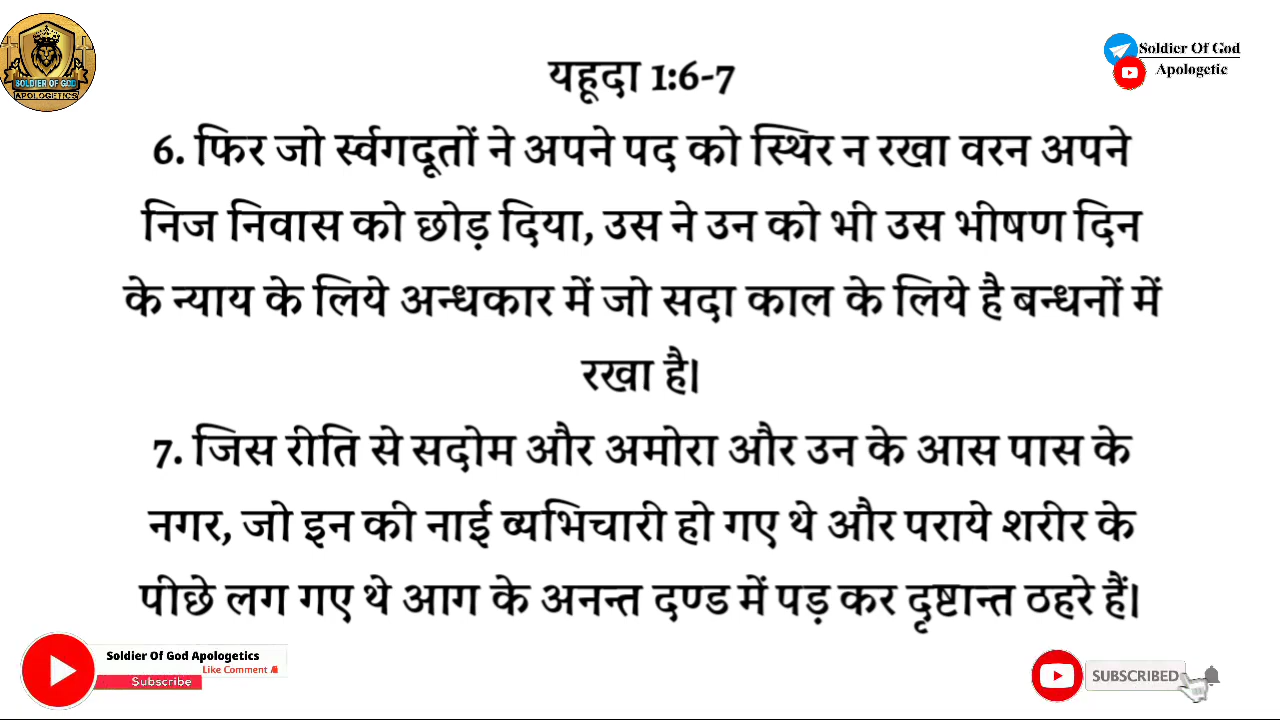 SOLDIER OF GOD
APOLOGETICS
Soldier Of God
Apologetic
यहूदा 1:6-7
6. फिर जो र्स्वगदूतों ने अपने पद को स्थिर न रखा वरन अपने
निज निवास को छोड़ दिया, उस ने उन को भी उस भीषण दिन
के न्याय के लिये अन्धकार में जो सदा काल के लिये है बन्धनों में
रखा है।
7. जिस रीति से सदोम और अमोरा और उन के आस पास के
नगर, जो इन की नाईं व्यभिचारी हो गए थे और पराये शरीर के
पीछे लग गए थे आग के अनन्त दण्ड में पड़ कर दृष्टान्त ठहरे हैं।
Soldier Of God Apologetics
Like Comment
Subscribe
SUBSCRIBED